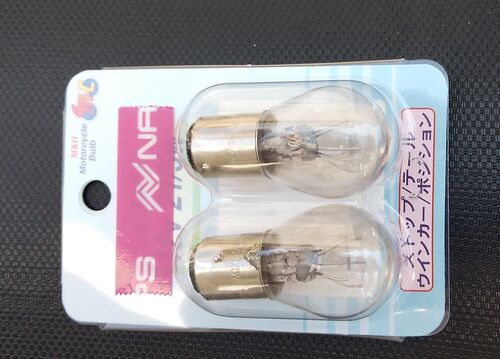 M&H
Motorcycle
Bulb
NA
PS
ストップ/テール
ウインカー/ポジション